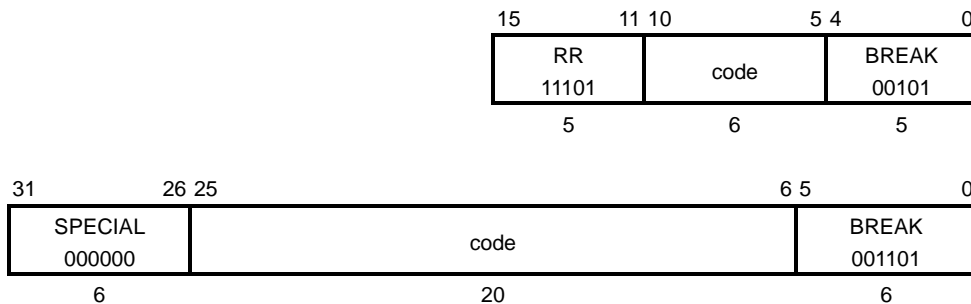 15 11 10 5 4 0
RR code BREAK
11101 00101
5 6 5
31 26 25 6 5 0
SPECIAL code BREAK
000000 001101
6 20 6